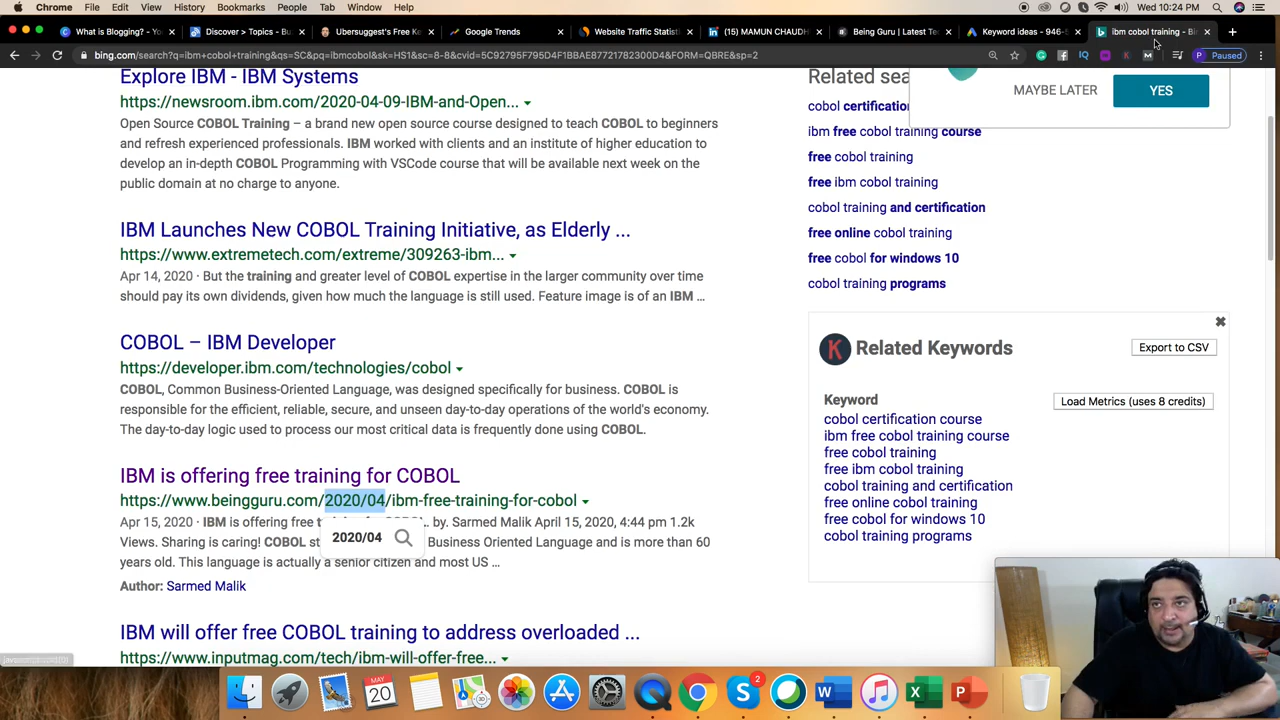 Chrome File Edit View History Bookmarks People Tab Window Help
Wed 10:24 PM
What is Blogging? - Yo
Discover > Topics - Bu
Ubersuggest's Free Ke
Google Trends
Website Traffic Statist
(15) MAMUN CHAUDH
Being Guru | Latest Te
Keyword ideas - 946-5
ibm cobol training - Bi
bing.com/search?q=ibm+cobol+training&qs=SC&pq=ibmcobol&sk=HS1&sc=8-8&cvid=5C92795F95D4F1BBAE87721782300D4&FORM=QBRE&sp=2
P Paused
Explore IBM - IBM Systems
https://newsroom.ibm.com/2020-04-09-IBM-and-Open...
Open Source COBOL Training – a brand new open source course designed to teach COBOL to beginners
and refresh experienced professionals. IBM worked with clients and an institute of higher education to
develop an in-depth COBOL Programming with VSCode course that will be available next week on the
public domain at no charge to anyone.
IBM Launches New COBOL Training Initiative, as Elderly ...
https://www.extremetech.com/extreme/309263-ibm...
Apr 14, 2020 · But the training and greater level of COBOL expertise in the larger community over time
should pay its own dividends, given how much the language is still used. Feature image is of an IBM ...
COBOL – IBM Developer
https://developer.ibm.com/technologies/cobol
COBOL, Common Business-Oriented Language, was designed specifically for business. COBOL is
responsible for the efficient, reliable, secure, and unseen day-to-day operations of the world's economy.
The day-to-day logic used to process our most critical data is frequently done using COBOL.
IBM is offering free training for COBOL
https://www.beingguru.com/2020/04/ibm-free-training-for-cobol
Apr 15, 2020 · IBM is offering free t by. Sarmed Malik April 15, 2020, 4:44 pm 1.2k
Views. Sharing is caring! COBOL st Business Oriented Language and is more than 60
years old. This language is actually a senior citizen and most US ...
2020/04
Author: Sarmed Malik
IBM will offer free COBOL training to address overloaded ...
https://www.inputmag.com/tech/ibm-will-offer-free...
Related sea
MAYBE LATER
YES
cobol certification
ibm free cobol training course
free cobol training
free ibm cobol training
cobol training and certification
free online cobol training
free cobol for windows 10
cobol training programs
K Related Keywords
Export to CSV
Keyword
Load Metrics (uses 8 credits)
cobol certification course
ibm free cobol training course
free cobol training
free ibm cobol training
cobol training and certification
free online cobol training
free cobol for windows 10
cobol training programs
MAY
20
2